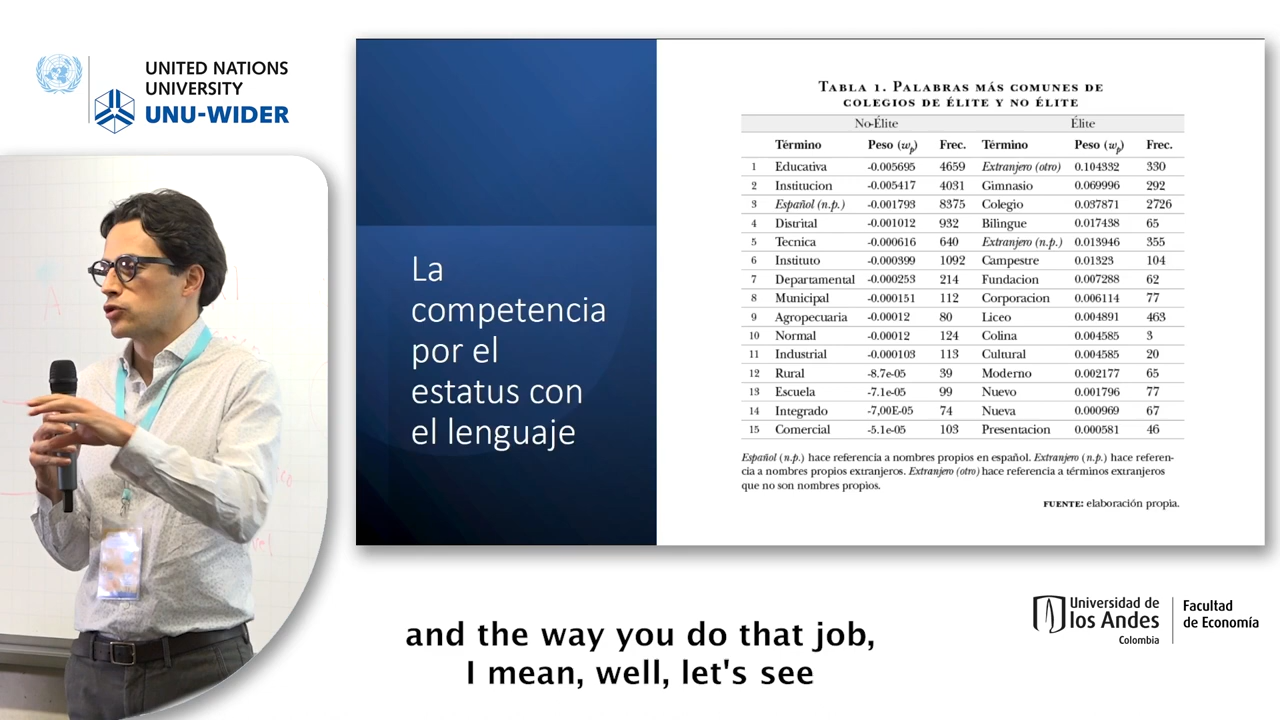 UNITED NATIONS
UNIVERSITY
UNU-WIDER
La
competencia
por el
estatus con
el lenguaje
TABLA 1. PALABRAS MÁS COMUNES DE
COLEGIOS DE ÉLITE Y NO ÉLITE
No-Élite Élite
Término Peso (wp) Frec. Término Peso (wp) Frec.
1 Educativa -0.005695 4659 Extranjero (otro) 0.104332 330
2 Institucion -0.005417 4031 Gimnasio 0.069996 292
3 Español (n.p.) -0.001793 8375 Colegio 0.037871 2726
4 Distrital -0.001012 932 Bilingue 0.017438 65
5 Tecnica -0.000616 640 Extranjero (n.p.) 0.013946 355
6 Instituto -0.000399 1092 Campestre 0.01323 104
7 Departamental -0.000253 214 Fundacion 0.007288 62
8 Municipal -0.000151 112 Corporacion 0.006114 77
9 Agropecuaria -0.00012 80 Liceo 0.004891 463
10 Normal -0.00012 124 Colina 0.004585 3
11 Industrial -0.000103 113 Cultural 0.004585 20
12 Rural -8.7e-05 39 Moderno 0.002177 65
13 Escuela -7.1e-05 99 Nuevo 0.001796 77
14 Integrado -7,00E-05 74 Nueva 0.000969 67
15 Comercial -5.1e-05 103 Presentacion 0.000581 46
Español (n.p.) hace referencia a nombres propios en español. Extranjero (n.p.) hace referen-
cia a nombres propios extranjeros. Extranjero (otro) hace referencia a términos extranjeros
que no son nombres propios.
FUENTE: elaboración propia.
and the way you do that job,
I mean, well, let's see
Universidad de
los Andes
Colombia
Facultad
de Economía